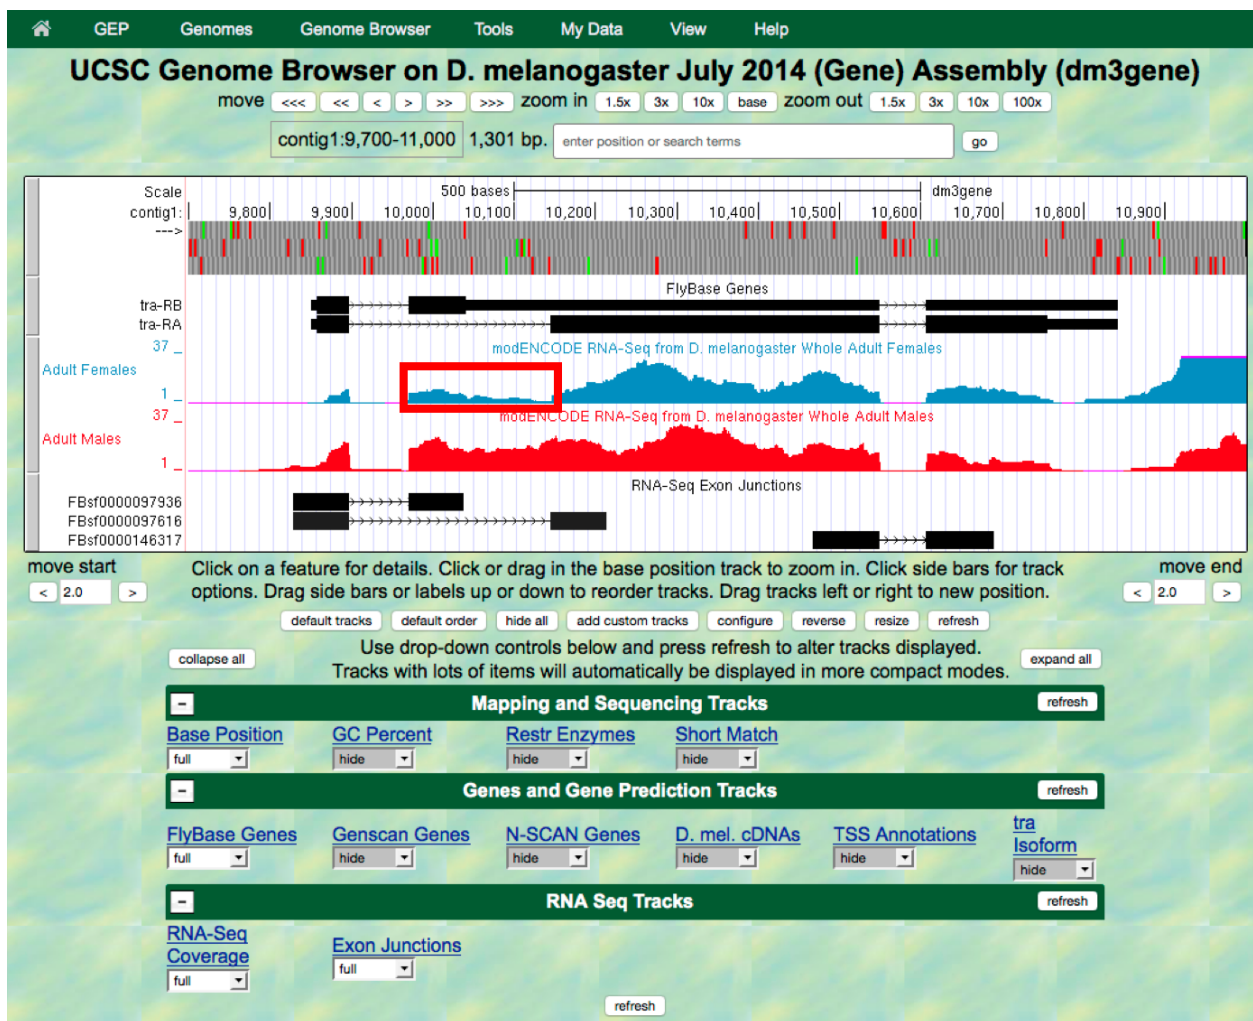 GEP Genomes Genome Browser Tools My Data View Help
UCSC Genome Browser on D. melanogaster July 2014 (Gene) Assembly (dm3gene)
move <<< << < > >> >>> zoom in 1.5x 3x 10x base zoom out 1.5x 3x 10x 100x
contig1:9,700-11,000 1,301 bp. enter position or search terms go
Scale 500 bases dm3gene
contig1: 9,800 9,900 10,000 10,100 10,200 10,300 10,400 10,500 10,600 10,700 10,800 10,900
--->
FlyBase Genes
tra-RB
tra-RA
37 _ modENCODE RNA-Seq from D. melanogaster Whole Adult Females
Adult Females
1 _
37 _ modENCODE RNA-Seq from D. melanogaster Whole Adult Males
Adult Males
1 _
RNA-Seq Exon Junctions
FBsf0000097936
FBsf0000097616
FBsf0000146317
move start Click on a feature for details. Click or drag in the base position track to zoom in. Click side bars for track move end
< 2.0 > options. Drag side bars or labels up or down to reorder tracks. Drag tracks left or right to new position. < 2.0 >
default tracks default order hide all add custom tracks configure reverse resize refresh
collapse all Use drop-down controls below and press refresh to alter tracks displayed. expand all
Tracks with lots of items will automatically be displayed in more compact modes.
- Mapping and Sequencing Tracks refresh
Base Position GC Percent Restr Enzymes Short Match
full hide hide hide
- Genes and Gene Prediction Tracks refresh
FlyBase Genes Genscan Genes N-SCAN Genes D. mel. cDNAs TSS Annotations tra Isoform
full hide hide hide hide hide
- RNA Seq Tracks refresh
RNA-Seq Coverage Exon Junctions
full full
refresh